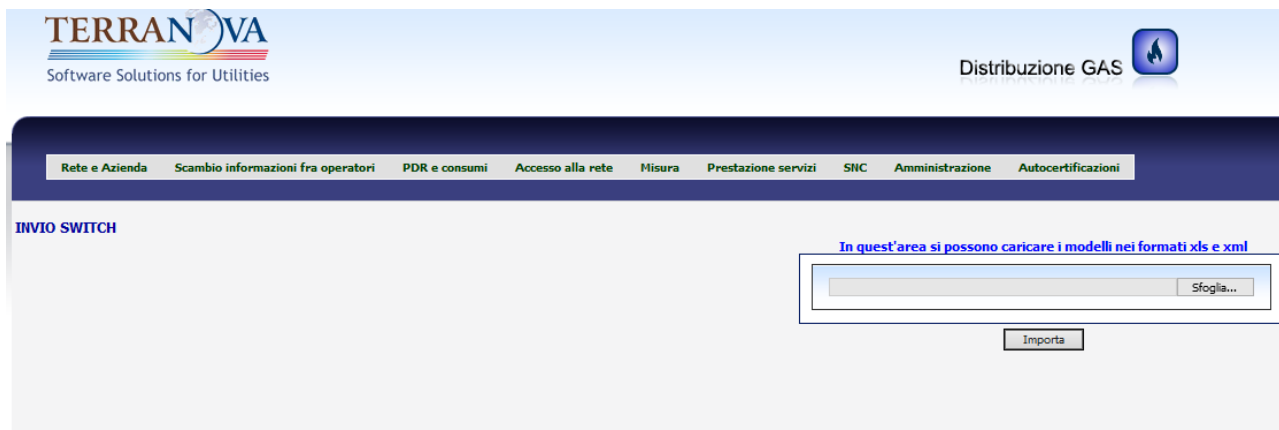 TERRANOVA
Software Solutions for Utilities
Distribuzione GAS
Rete e Azienda Scambio informazioni fra operatori PDR e consumi Accesso alla rete Misura Prestazione servizi SNC Amministrazione Autocertificazioni
INVIO SWITCH
In quest'area si possono caricare i modelli nei formati xls e xml
Sfoglia...
Importa